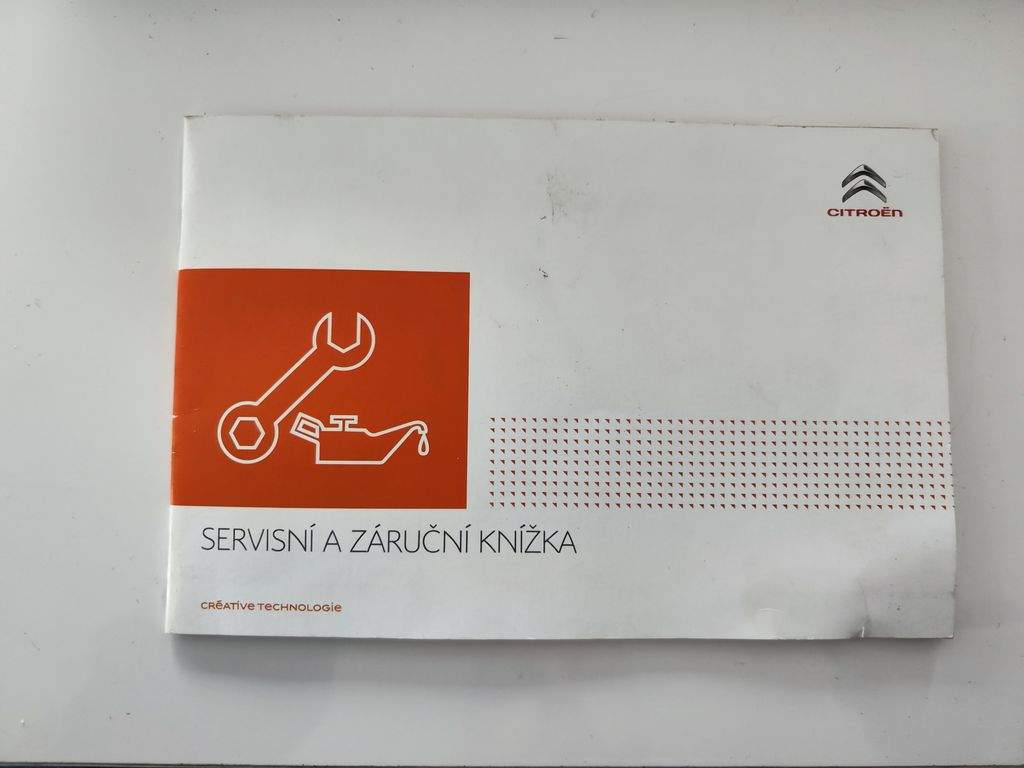 CITROËN
SERVISNÍ A ZÁRUČNÍ KNÍŽKA
CRÉATIVE TECHNOLOGIE